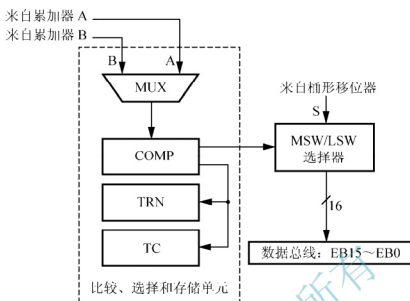 来自累加器 A
来自累加器 B
B
A
MUX
来自桶形移位器
S
COMP
MSW/LSW
选择器
TRN
16
TC
数据总线：EB15～EB0
比较、选择和存储单元
所有